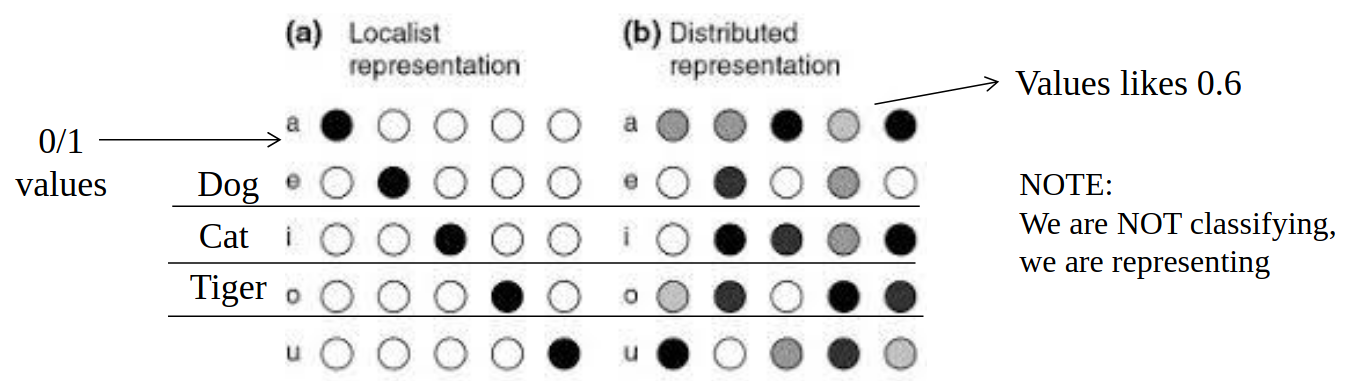 (a) Localist
representation
(b) Distributed
representation
Values likes 0.6
0/1
values
a
a
Dog
e
e
Cat
i
i
Tiger
o
o
u
u
NOTE:
We are NOT classifying,
we are representing